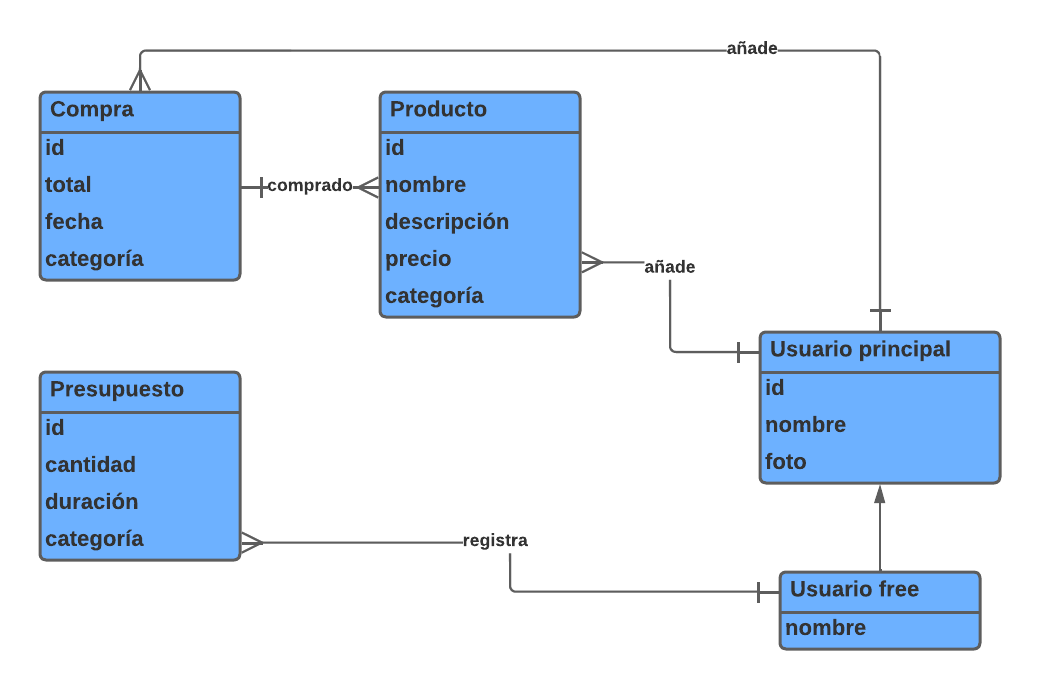 añade
Compra
id
total
fecha
categoría
comprado
Producto
id
nombre
descripción
precio
categoría
añade
Usuario principal
id
nombre
foto
Presupuesto
id
cantidad
duración
categoría
registra
Usuario free
nombre